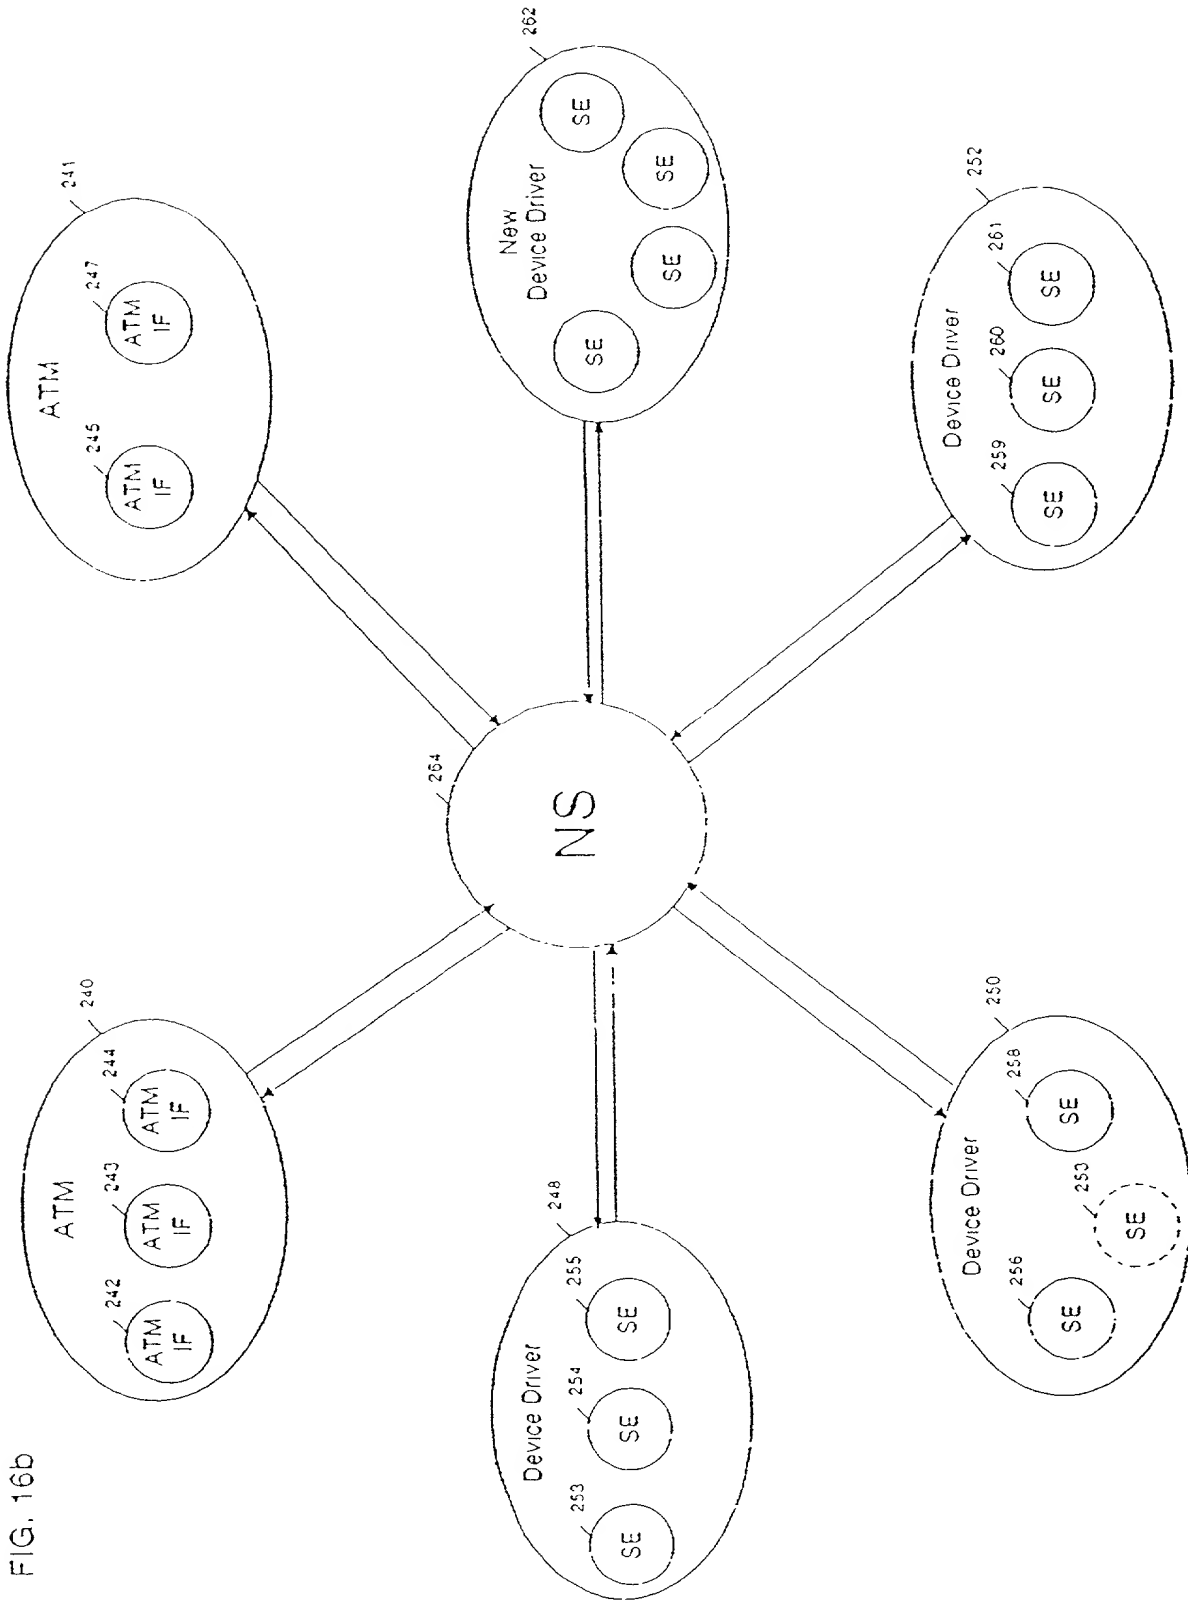 FIG. 16b
240
ATM
242
ATM
IF
243
ATM
IF
244
ATM
IF
241
ATM
245
ATM
IF
247
ATM
IF
248
Device Driver
253
SE
254
SE
255
SE
264
NS
262
New
Device Driver
SE
SE
SE
SE
250
Device Driver
256
SE
253
SE
258
SE
252
Device Driver
259
SE
260
SE
261
SE